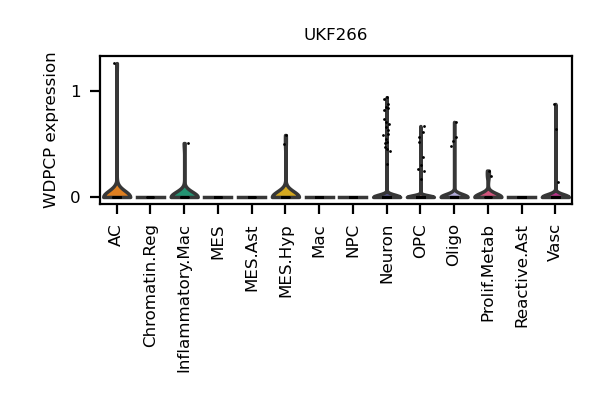 UKF266
WDPCP expression
1
0
AC
Chromatin.Reg
Inflammatory.Mac
MES
MES.Ast
MES.Hyp
Mac
NPC
Neuron
OPC
Oligo
Prolif.Metab
Reactive.Ast
Vasc